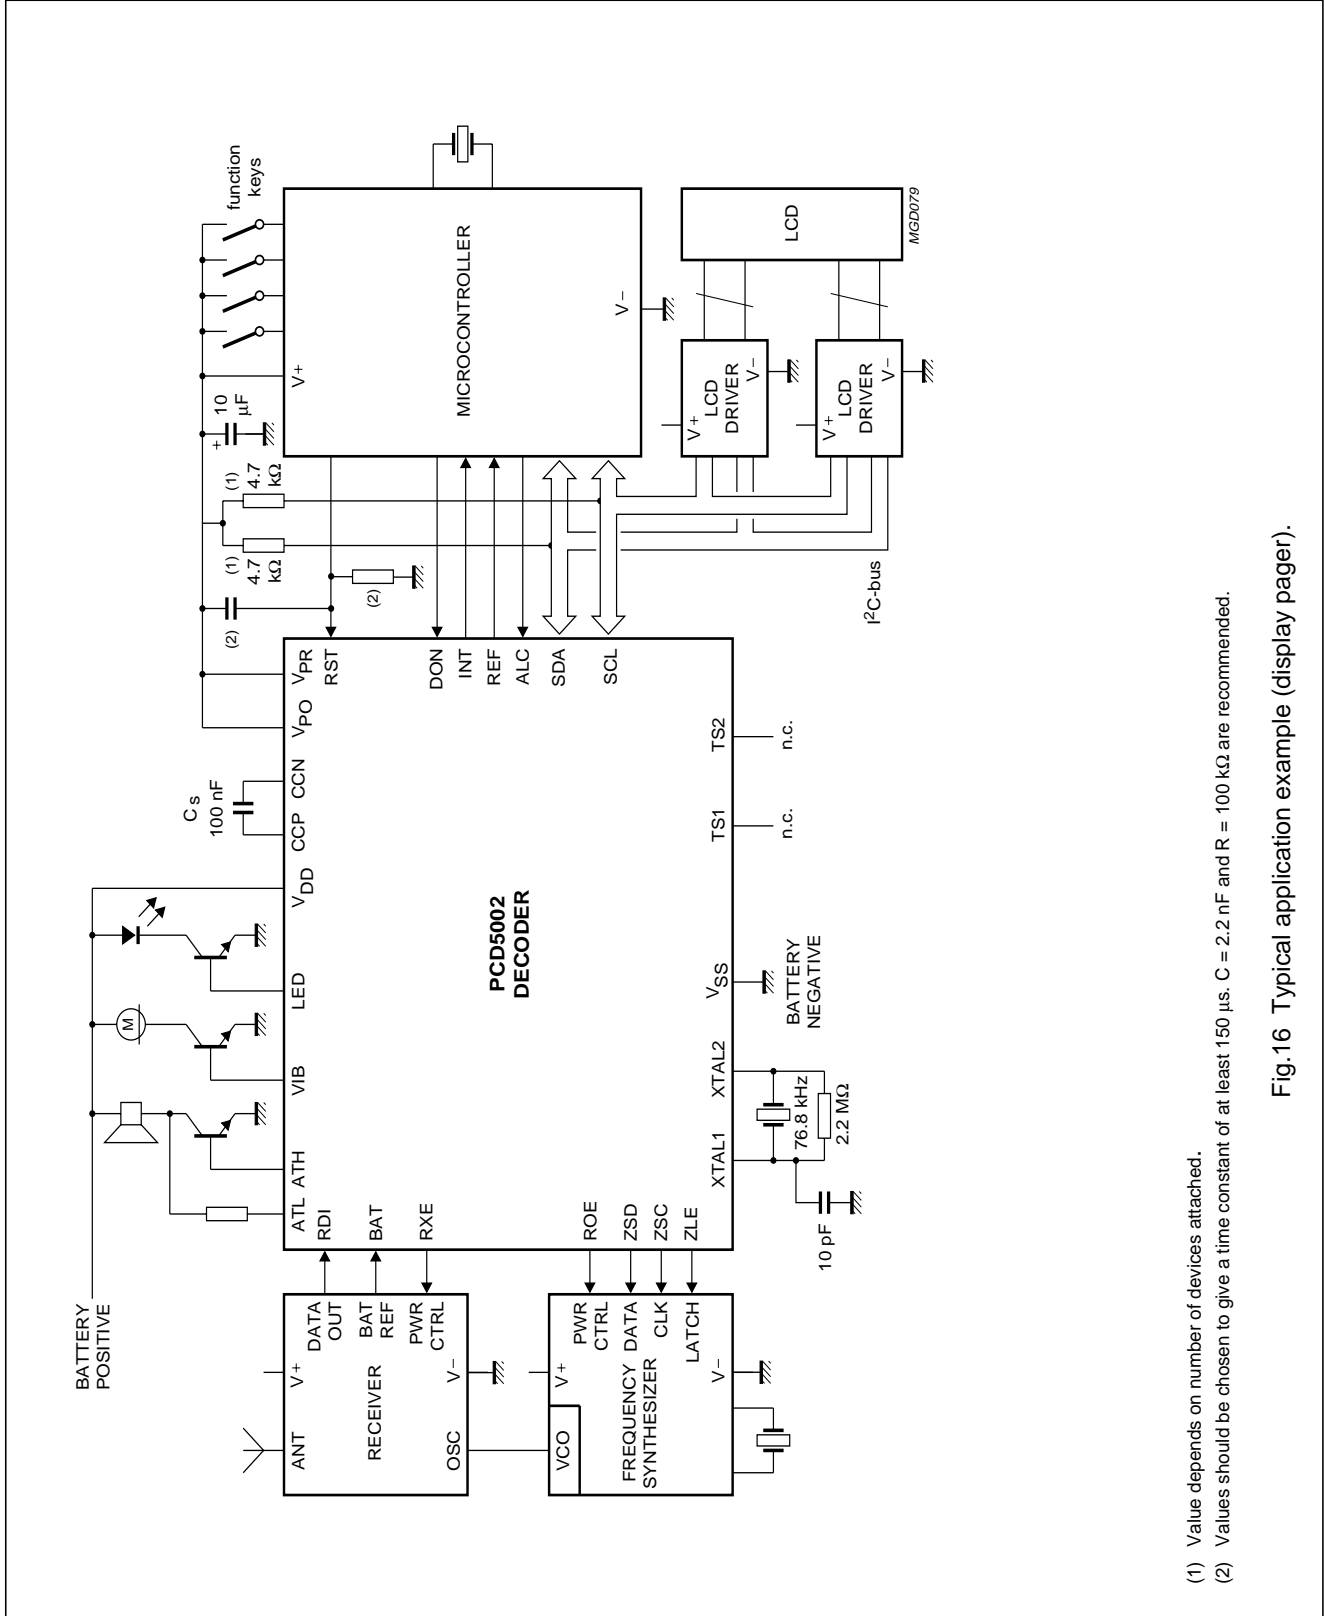 BATTERY
POSITIVE
C s
100 nF
(2)
(1)
4.7
kΩ
(1)
4.7
kΩ
+
10
µF
function
keys
ANT
V +
RECEIVER
OSC
V −
DATA
OUT
BAT
REF
PWR
CTRL
VCO
V +
FREQUENCY
SYNTHESIZER
V −
PWR
CTRL
DATA
CLK
LATCH
ATL
ATH
VIB
LED
VDD
CCP
CCN
VPO
VPR
RDI
BAT
RXE
ROE
ZSD
ZSC
ZLE
PCD5002
DECODER
RST
DON
INT
REF
ALC
SDA
SCL
XTAL1
XTAL2
VSS
TS1
TS2
10 pF
76.8 kHz
2.2 MΩ
BATTERY
NEGATIVE
n.c.
n.c.
(2)
I²C-bus
V+
MICROCONTROLLER
V −
V +
LCD
DRIVER
V −
V +
LCD
DRIVER
V −
LCD
MGD079
M
(1) Value depends on number of devices attached.
(2) Values should be chosen to give a time constant of at least 150 µs. C = 2.2 nF and R = 100 kΩ are recommended.
Fig.16 Typical application example (display pager).